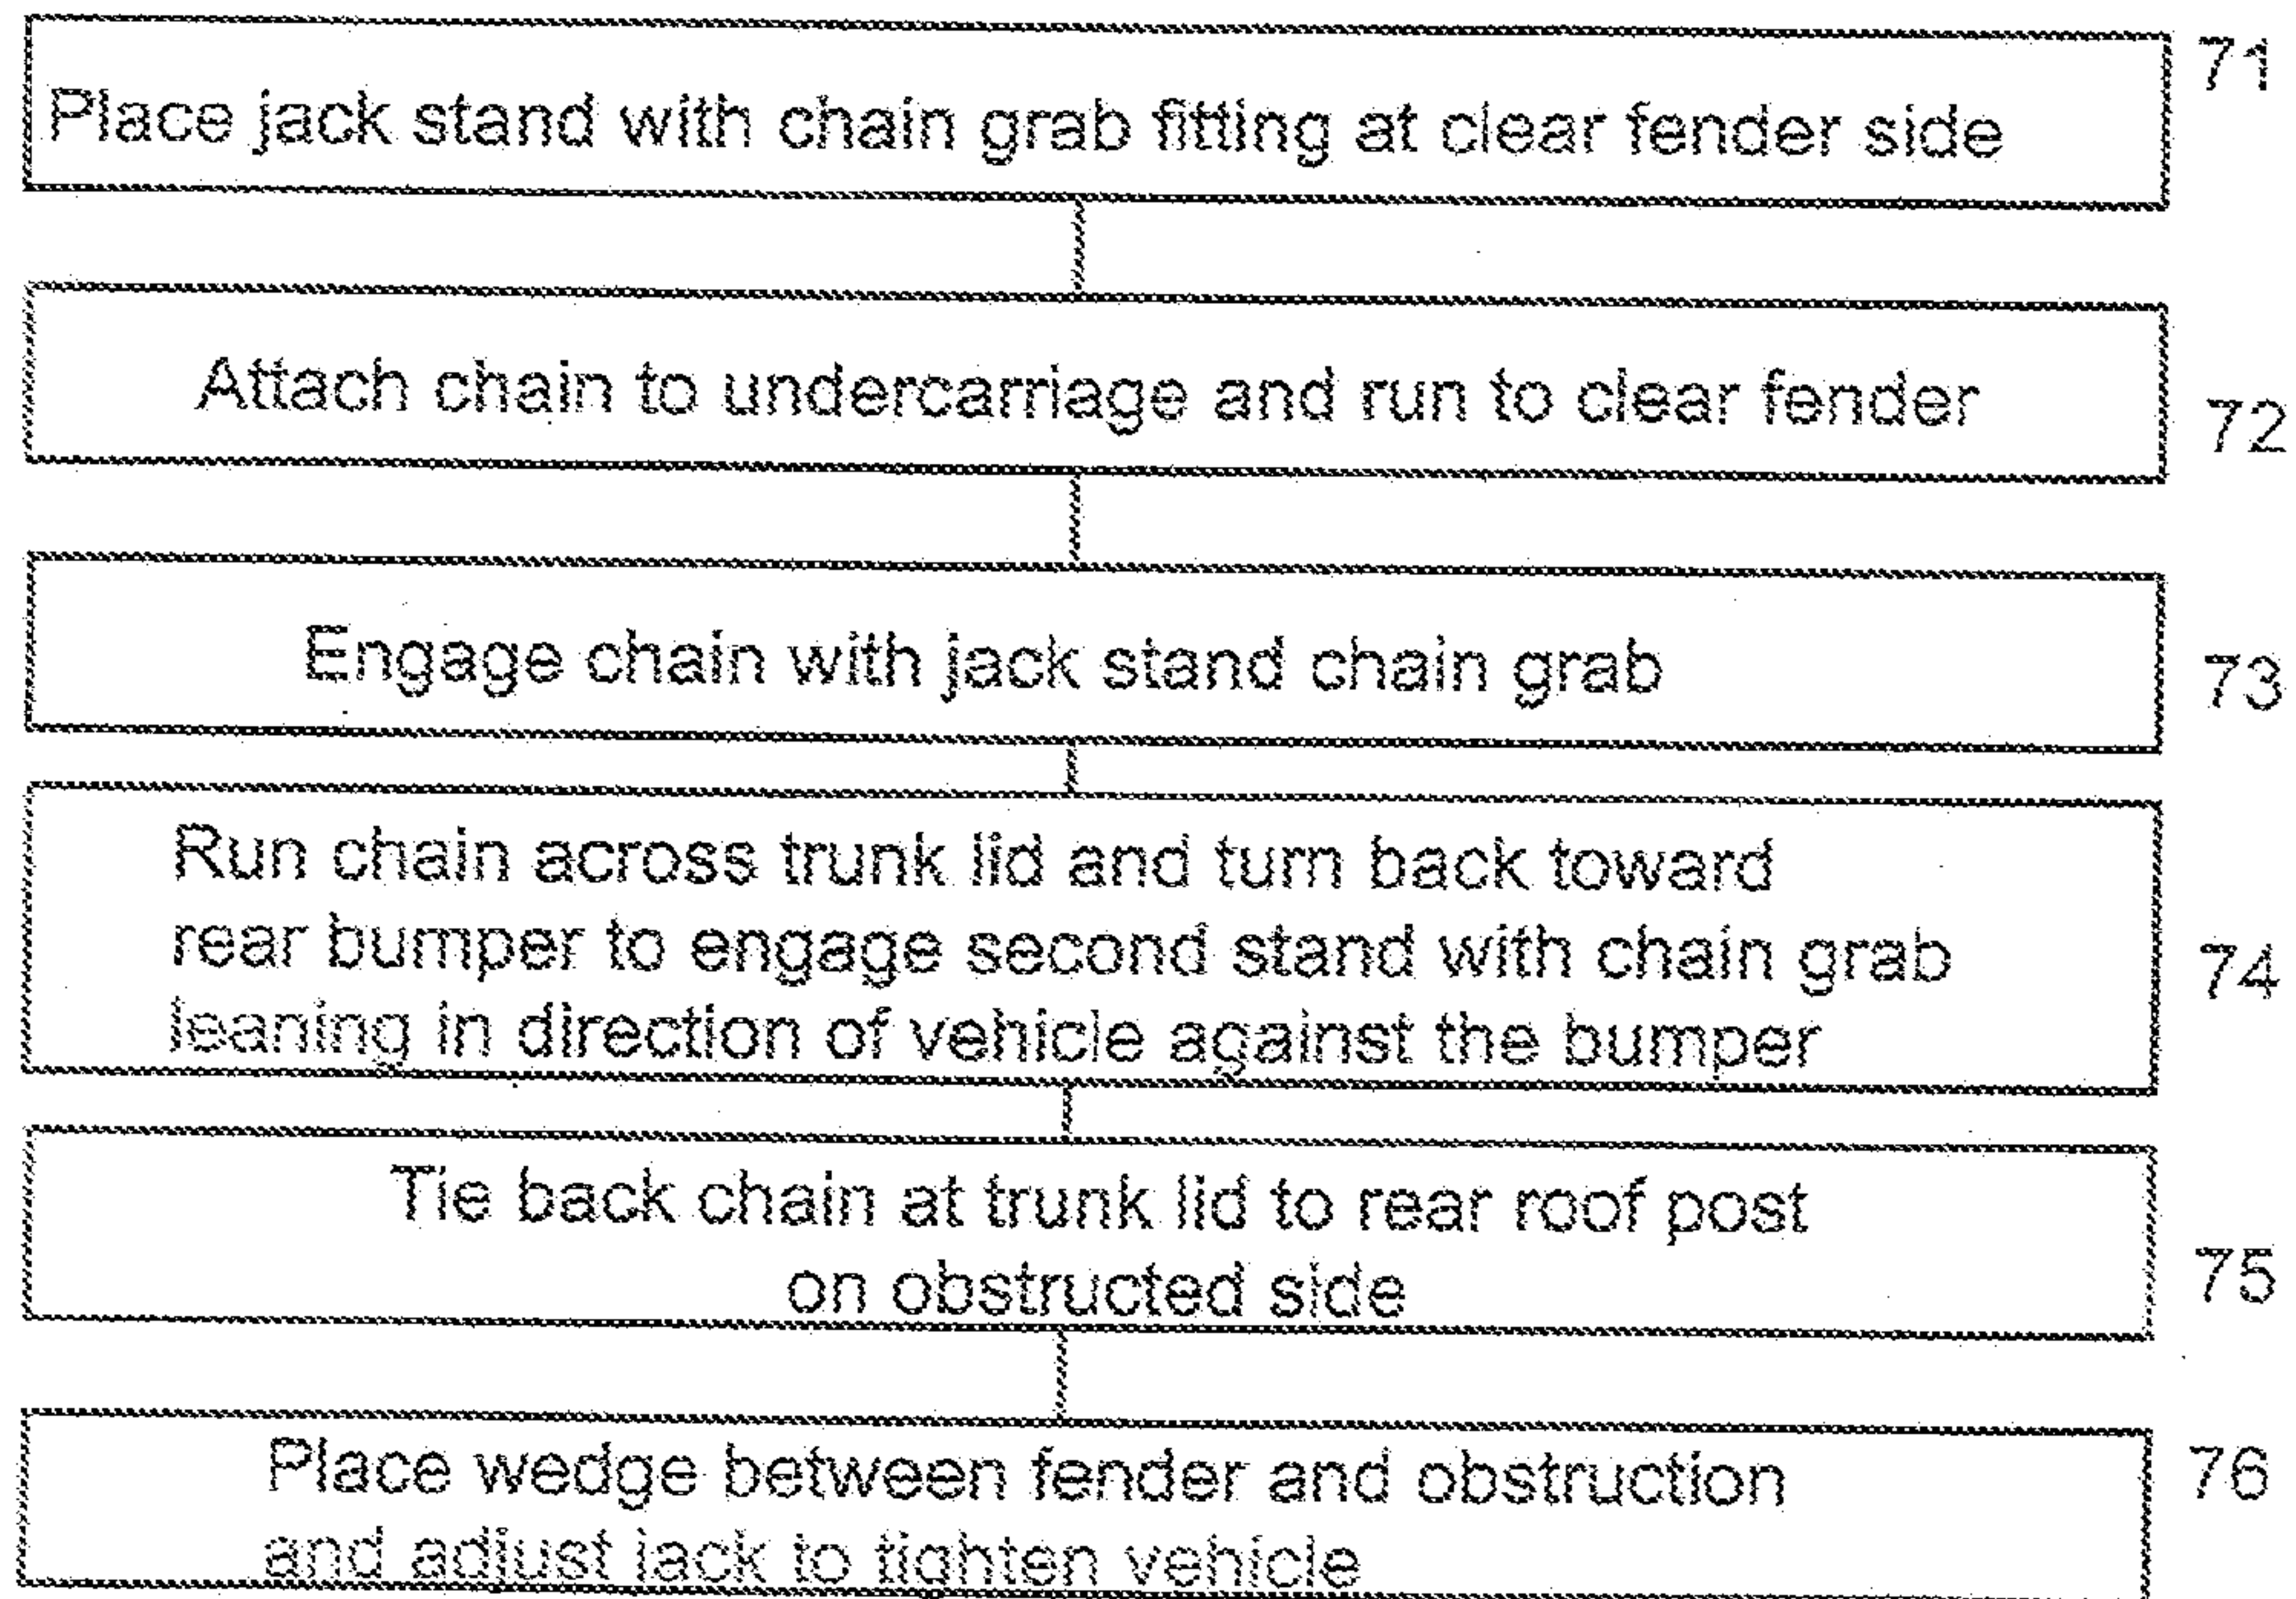 Place jack stand with chain grab fitting at clear fender side
71
Attach chain to undercarriage and run to clear fender
72
Engage chain with jack stand chain grab
73
Run chain across trunk lid and turn back toward
rear bumper to engage second stand with chain grab
leaning in direction of vehicle against the bumper
74
Tie back chain at trunk lid to rear roof post
on obstructed side
75
Place wedge between fender and obstruction
and adjust jack to tighten vehicle
76